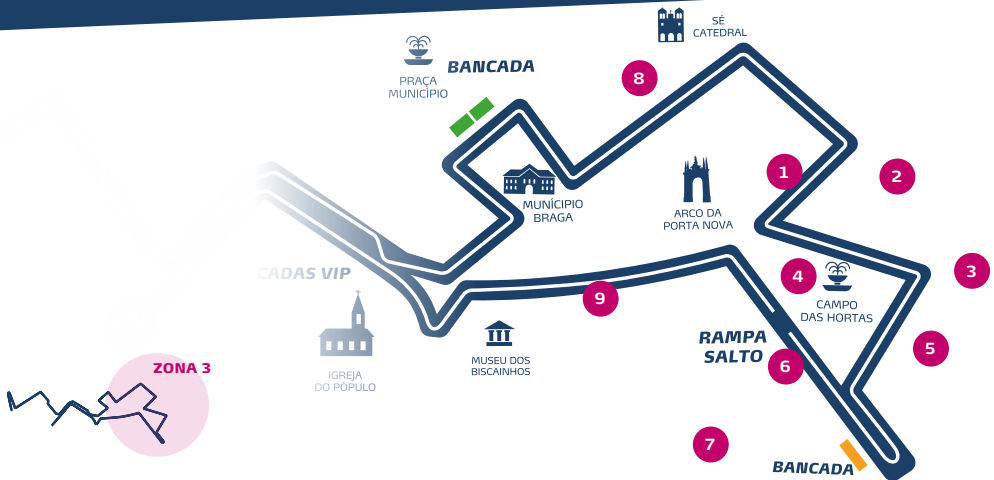 SÉ
CATEDRAL
PRAÇA
MUNICÍPIO
BANCADA
8
1
2
MUNÍCIPIO
BRAGA
ARCO DA
PORTA NOVA
CADAS VIP
4
3
9
CAMPO
DAS HORTAS
RAMPA
SALTO
5
6
MUSEU DOS
BISCAINHOS
IGREJA
DO PÓPULO
ZONA 3
7
BANCADA